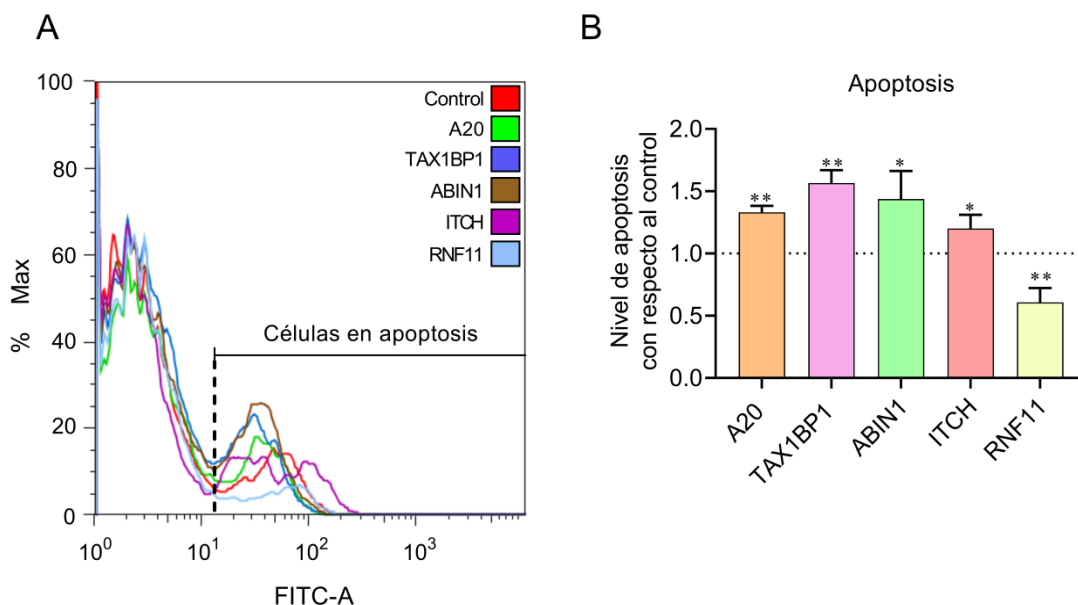 A
100
80
60
40
20
0
% Max
Control
A20
TAX1BP1
ABIN1
ITCH
RNF11
Células en apoptosis
10⁰
10¹
10²
10³
FITC-A
B
Apoptosis
Nivel de apoptosis
con respecto al control
2.0
1.5
1.0
0.5
0.0
**
**
*
*
**
A20
TAX1BP1
ABIN1
ITCH
RNF11